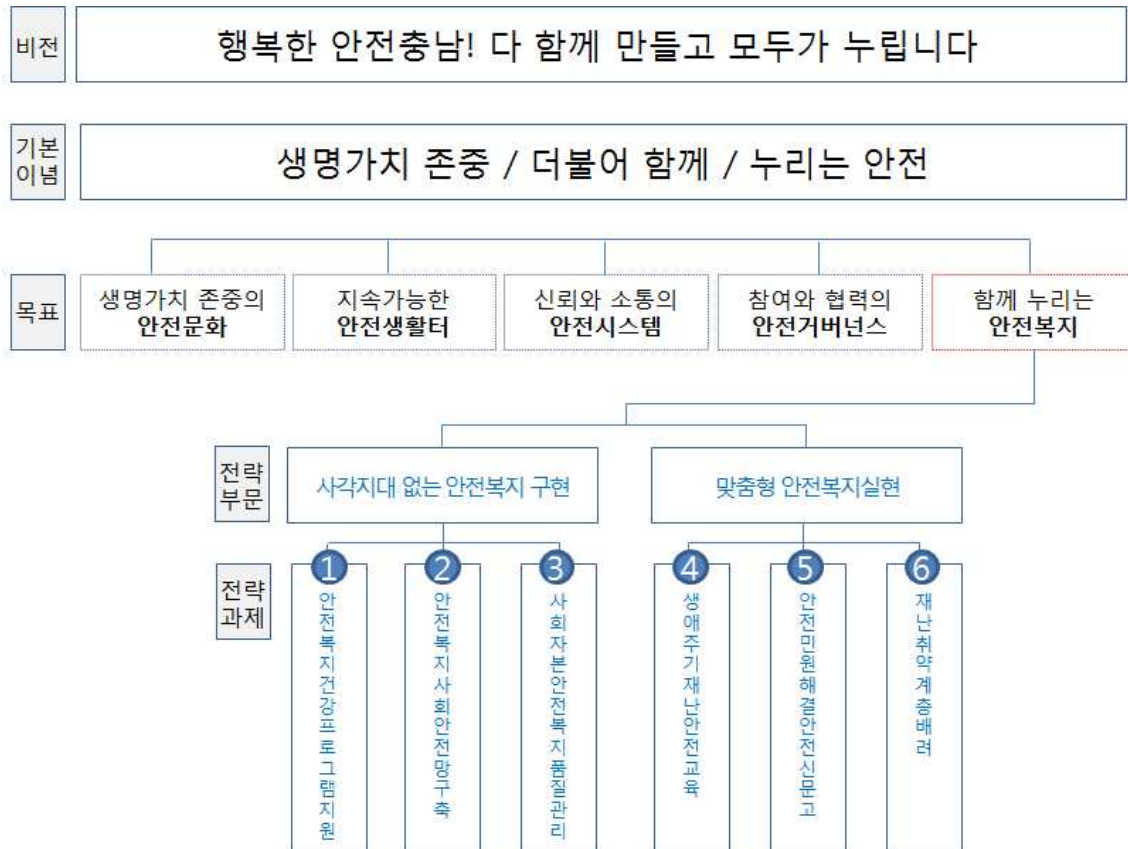 비전
행복한 안전충남! 다 함께 만들고 모두가 누립니다
기본
이념
생명가치 존중 / 더불어 함께 / 누리는 안전
목표
생명가치 존중의
안전문화
지속가능한
안전생활터
신뢰와 소통의
안전시스템
참여와 협력의
안전거버넌스
함께 누리는
안전복지
전략
부문
사각지대 없는 안전복지 구현
맞춤형 안전복지실현
전략
과제
1
안전복지건강프로그램지원
2
안전복지사회안전망구축
3
사회자본안전복지품질관리
4
생애주기재난안전교육
5
안전민원해결안전신문고
6
재난취약계층배려